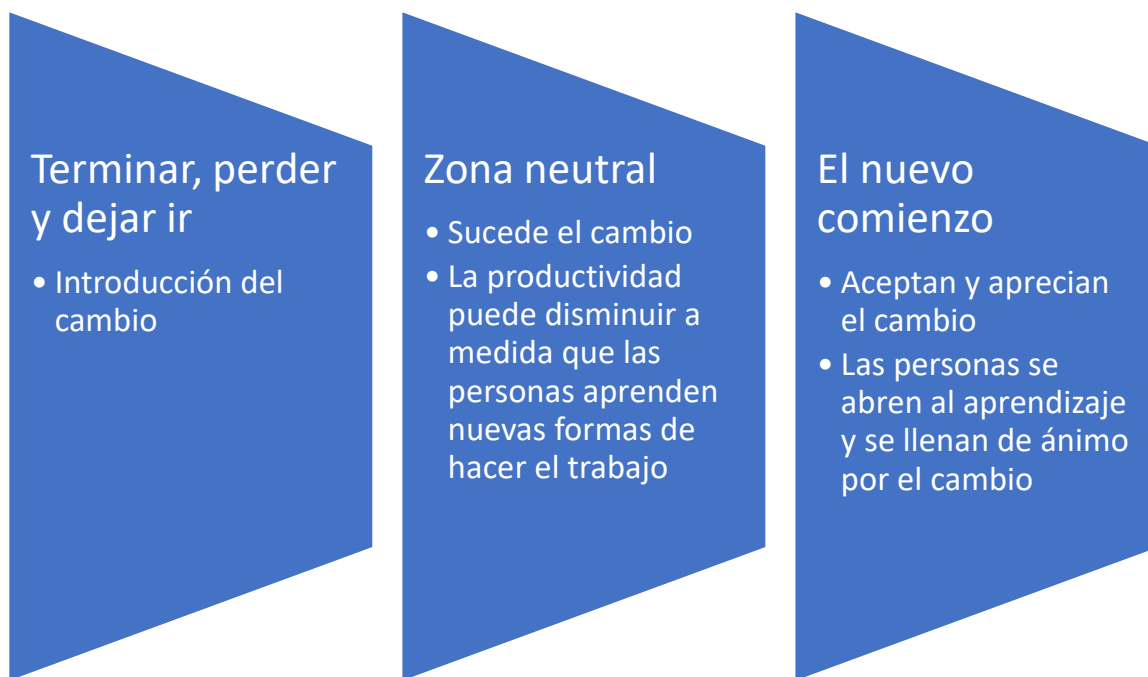 Terminar, perder
y dejar ir
• Introducción del
cambio
Zona neutral
• Sucede el cambio
• La productividad
puede disminuir a
medida que las
personas aprenden
nuevas formas de
hacer el trabajo
El nuevo
comienzo
• Aceptan y aprecian
el cambio
• Las personas se
abren al aprendizaje
y se llenan de ánimo
por el cambio